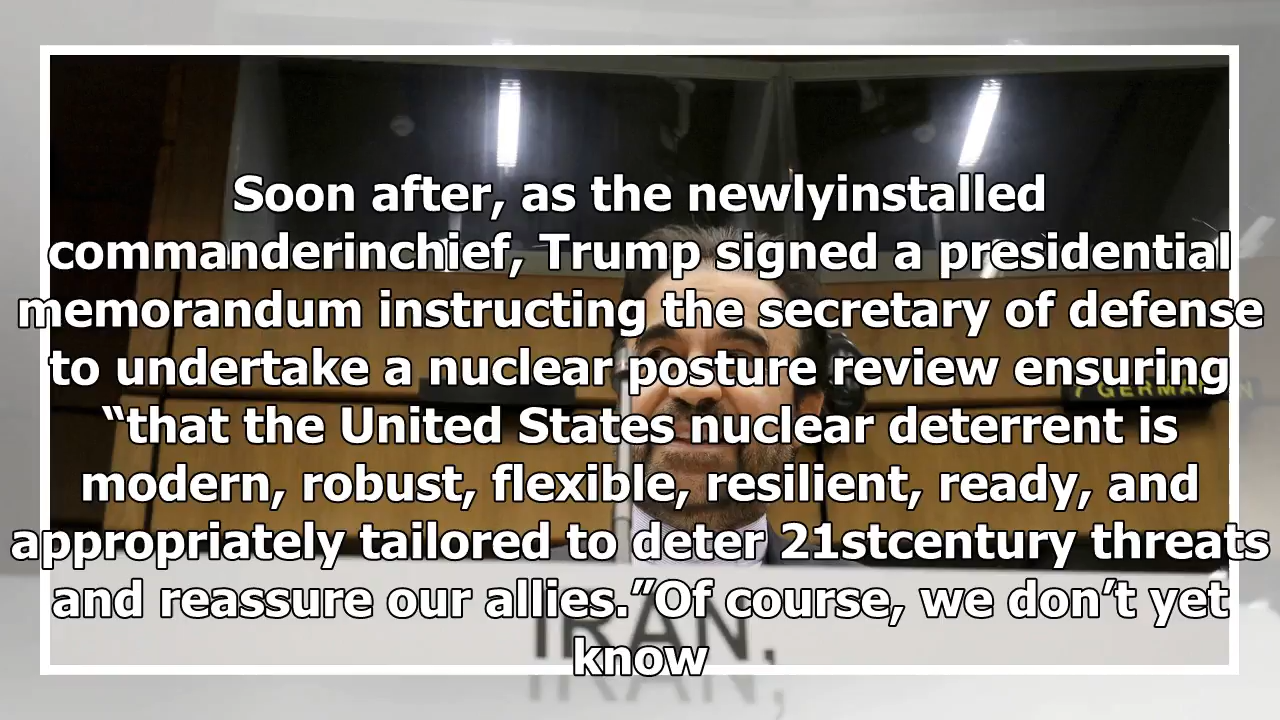 Soon after, as the newlyinstalled
commanderinchief, Trump signed a presidential
memorandum instructing the secretary of defense
to undertake a nuclear posture review ensuring
“that the United States nuclear deterrent is
modern, robust, flexible, resilient, ready, and
appropriately tailored to deter 21stcentury threats
and reassure our allies.”Of course, we don’t yet
know
IRAN,